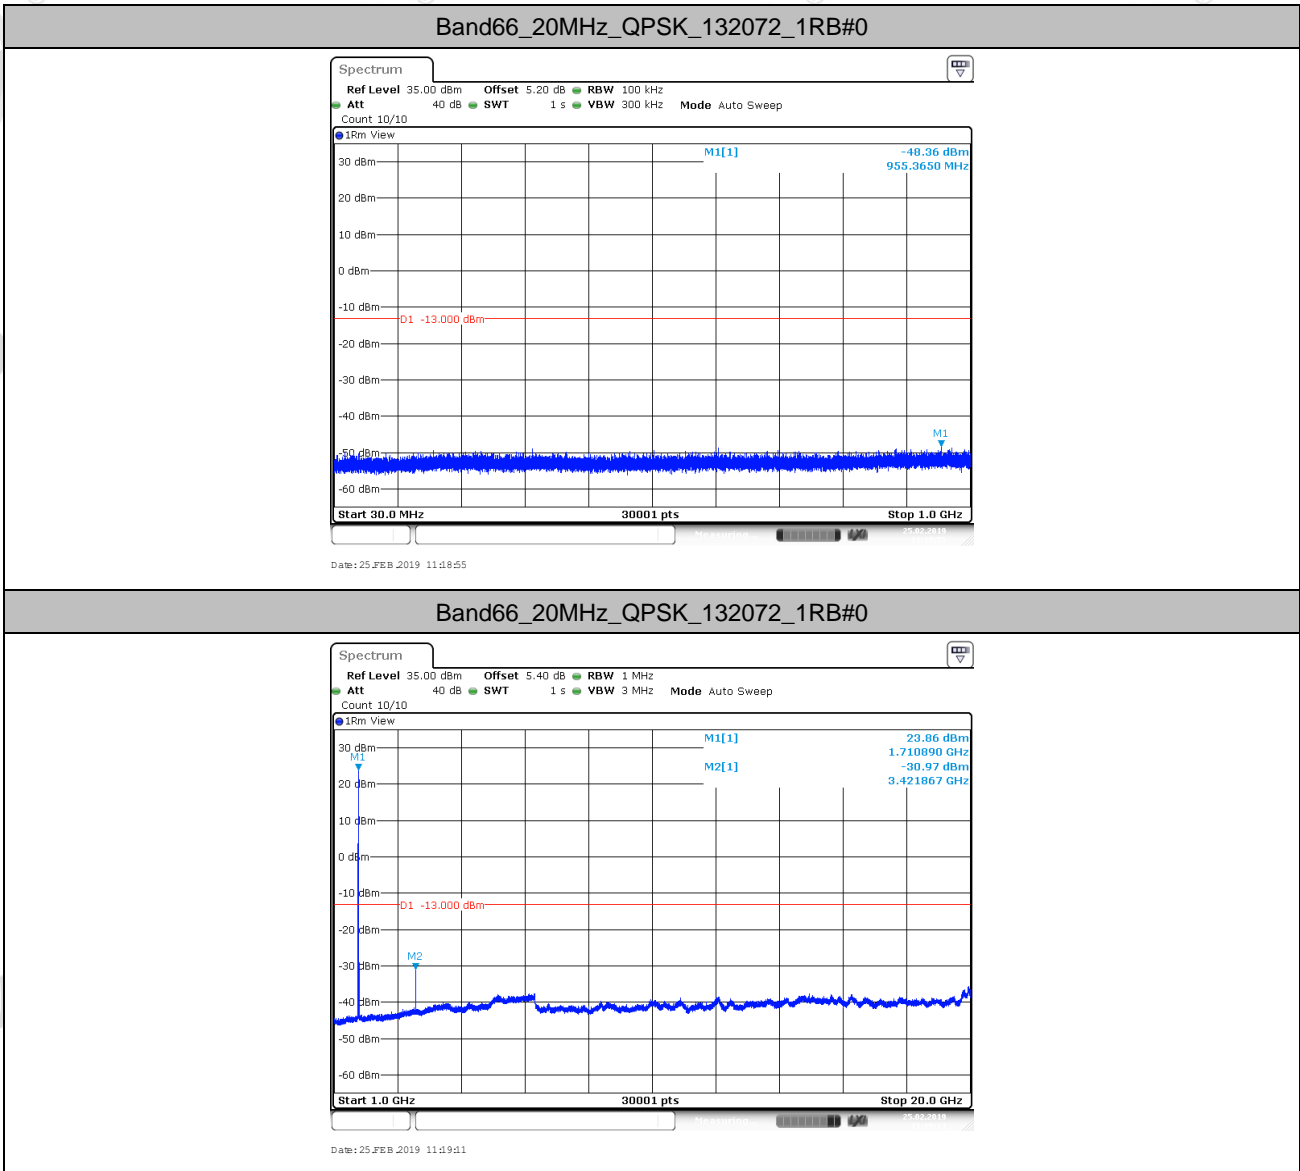 Band66_20MHz_QPSK_132072_1RB#0
Spectrum
Ref Level 35.00 dBm Offset 5.20 dB RBW 100 kHz
Att 40 dB SWT 1 s VBW 300 kHz Mode Auto Sweep
Count 10/10
1Rm View
M1[1] -48.36 dBm
955.3650 MHz
30 dBm
20 dBm
10 dBm
0 dBm
-10 dBm
D1 -13.000 dBm
-20 dBm
-30 dBm
-40 dBm
M1
-50 dBm
-60 dBm
Start 30.0 MHz 30001 pts Stop 1.0 GHz
Measuring 25.02.2019
Date: 25.FEB.2019 11:18:55
Band66_20MHz_QPSK_132072_1RB#0
Spectrum
Ref Level 35.00 dBm Offset 5.40 dB RBW 1 MHz
Att 40 dB SWT 1 s VBW 3 MHz Mode Auto Sweep
Count 10/10
1Rm View
M1[1] 23.86 dBm
1.710890 GHz
M2[1] -30.97 dBm
3.421867 GHz
30 dBm
M1
20 dBm
10 dBm
0 dBm
-10 dBm
D1 -13.000 dBm
-20 dBm
M2
-30 dBm
-40 dBm
-50 dBm
-60 dBm
Start 1.0 GHz 30001 pts Stop 20.0 GHz
Measuring 25.02.2019
Date: 25.FEB.2019 11:19:11